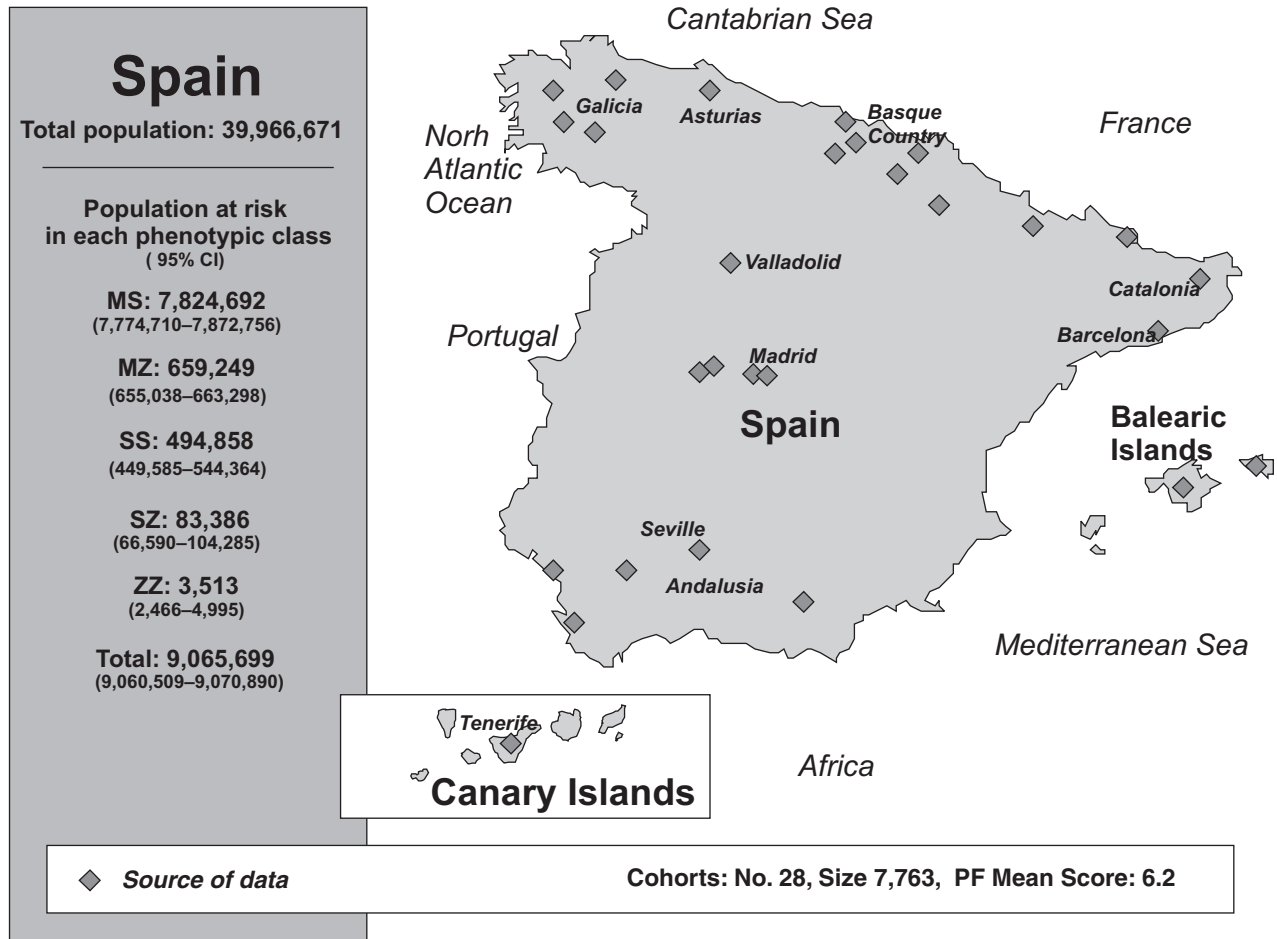 Spain
Total population: 39,966,671
Population at risk
in each phenotypic class
( 95% CI)
MS: 7,824,692
(7,774,710–7,872,756)
MZ: 659,249
(655,038–663,298)
SS: 494,858
(449,585–544,364)
SZ: 83,386
(66,590–104,285)
ZZ: 3,513
(2,466–4,995)
Total: 9,065,699
(9,060,509–9,070,890)
Cantabrian Sea
Galicia
Asturias
Basque
Country
France
Norh
Atlantic
Ocean
Valladolid
Catalonia
Portugal
Barcelona
Madrid
Spain
Balearic
Islands
Seville
Andalusia
Mediterranean Sea
Tenerife
Canary Islands
Africa
Source of data
Cohorts: No. 28, Size 7,763, PF Mean Score: 6.2